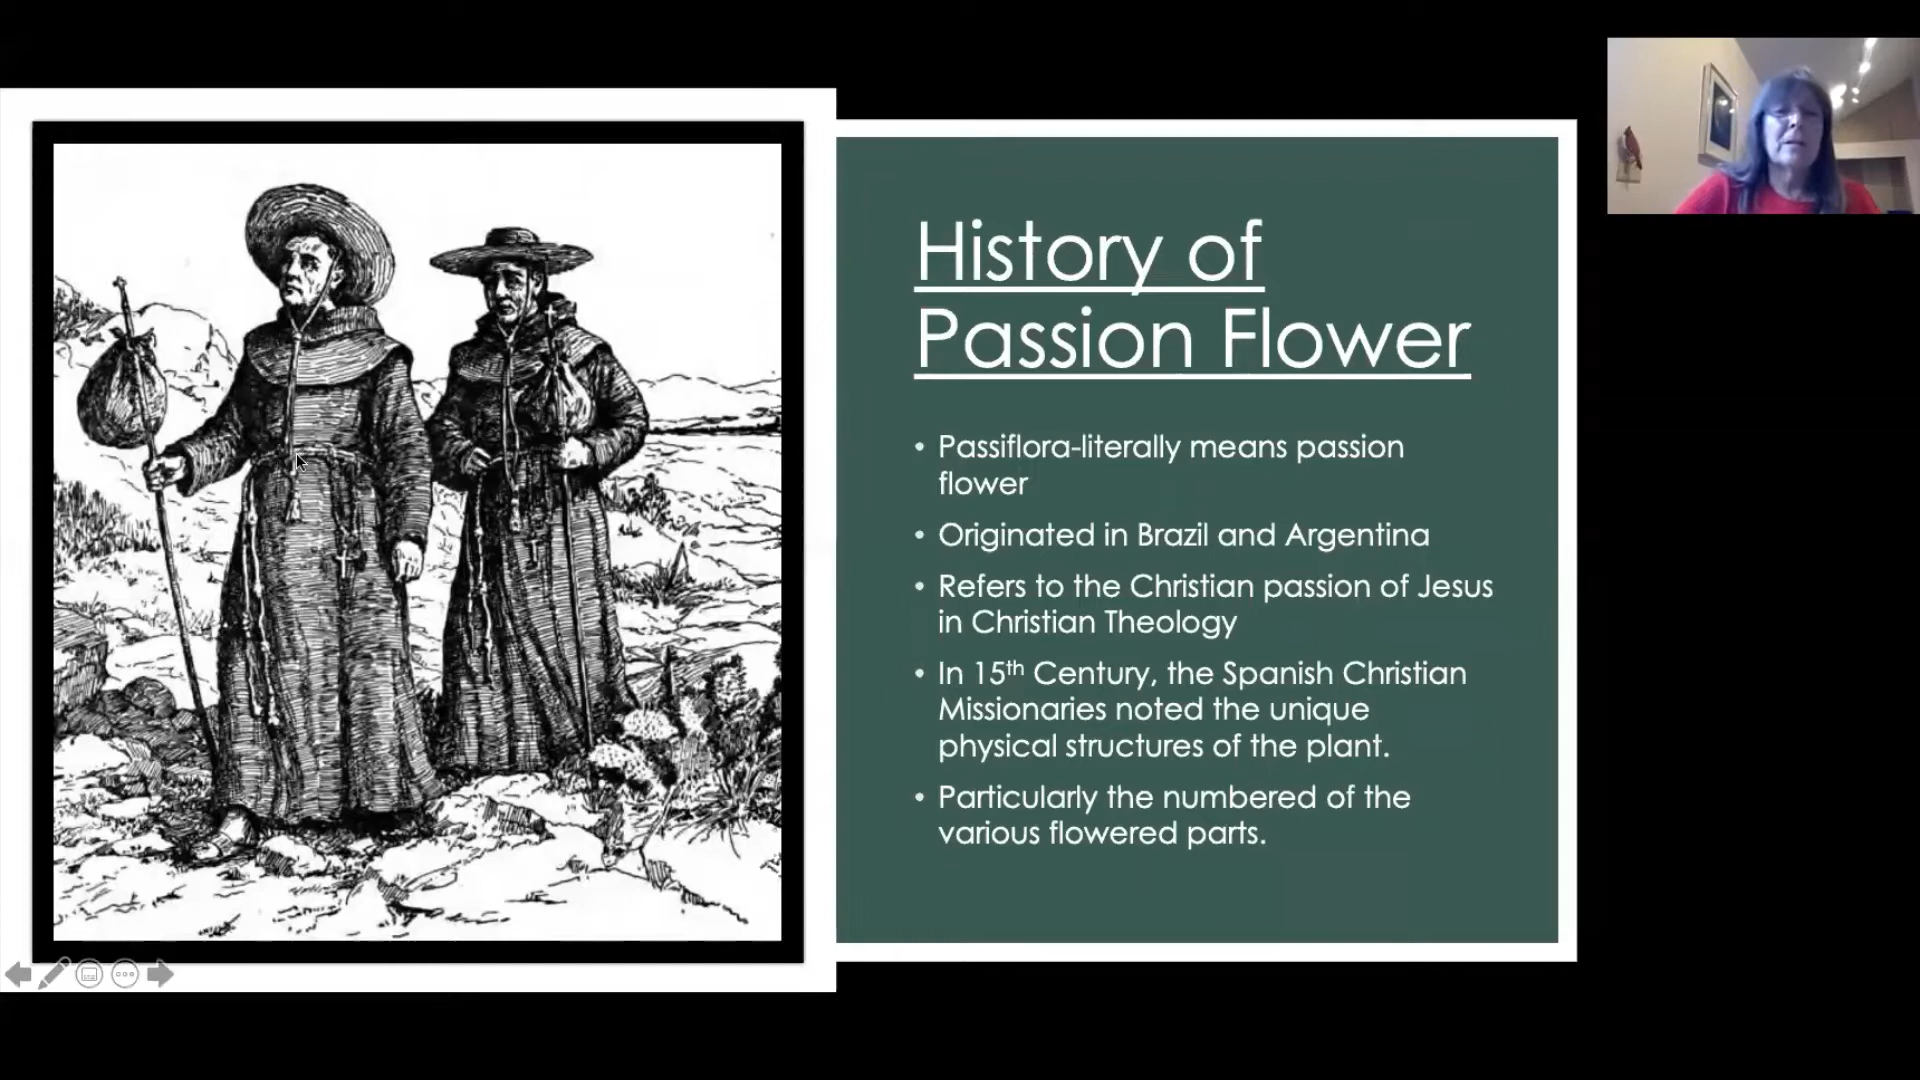 History of
Passion Flower
• Passiflora-literally means passion
flower
• Originated in Brazil and Argentina
• Refers to the Christian passion of Jesus
in Christian Theology
• In 15th Century, the Spanish Christian
Missionaries noted the unique
physical structures of the plant.
• Particularly the numbered of the
various flowered parts.